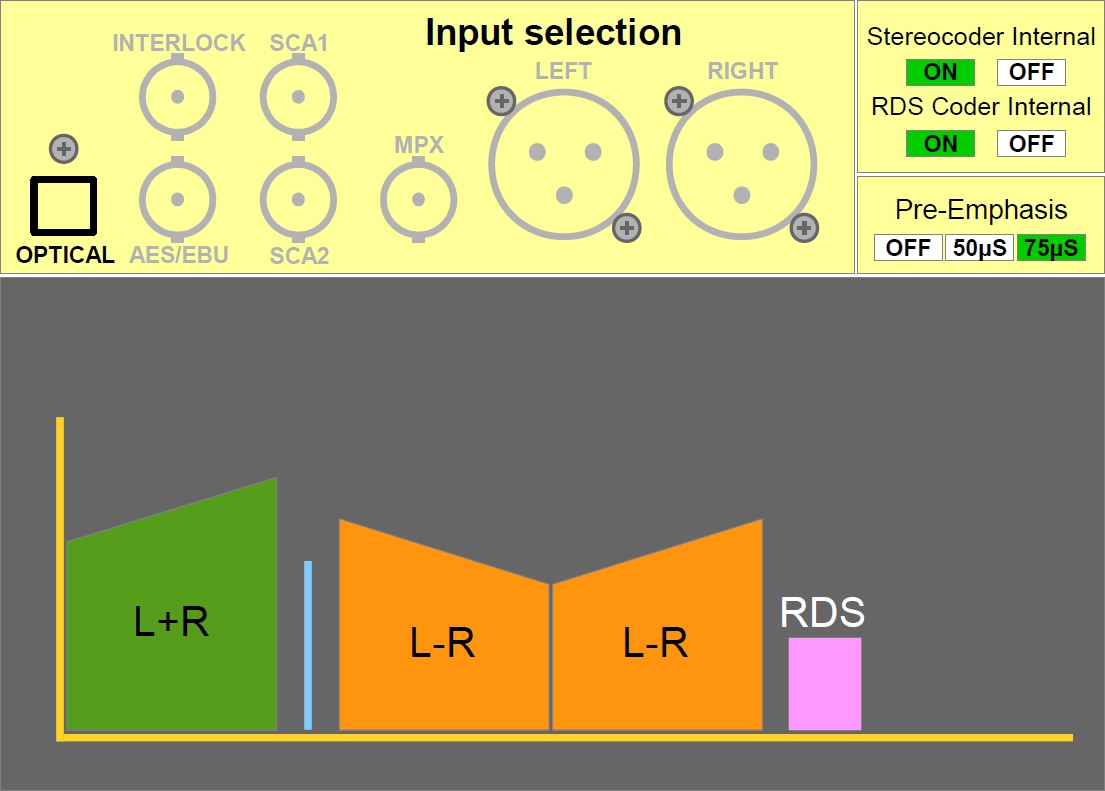 Input selection
INTERLOCK
SCA1
LEFT
RIGHT
MPX
OPTICAL
AES/EBU
SCA2
Stereocoder Internal
ON OFF
RDS Coder Internal
ON OFF
Pre-Emphasis
OFF 50µS 75µS
L+R
L-R
L-R
RDS